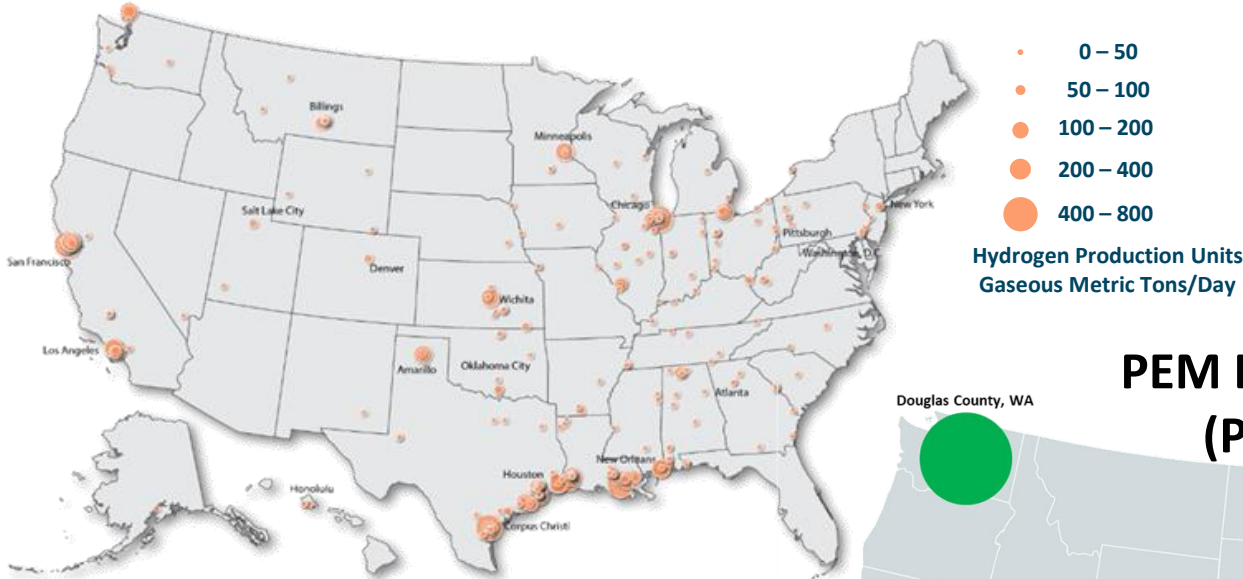 0 – 50
50 – 100
100 – 200
200 – 400
400 – 800
Hydrogen Production Units
Gaseous Metric Tons/Day
Billings
Minneapolis
Salt Lake City
Chicago
New York
Pittsburgh
Washington, D.C.
San Francisco
Denver
Wichita
Los Angeles
Amarillo
Oklahoma City
Atlanta
New Orleans
Houston
Honolulu
Corpus Christi
PEM
(P
Douglas County, WA